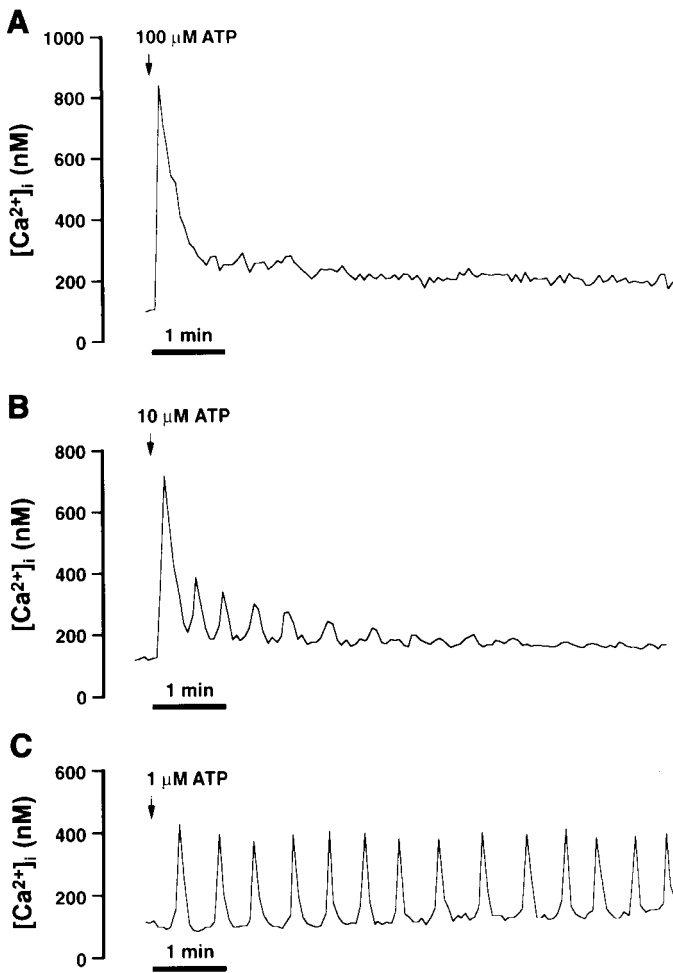 A
100 µM ATP
[Ca²⁺]ᵢ (nM)
1000
800
600
400
200
0
1 min
B
10 µM ATP
[Ca²⁺]ᵢ (nM)
800
600
400
200
0
1 min
C
1 µM ATP
[Ca²⁺]ᵢ (nM)
600
400
200
0
1 min